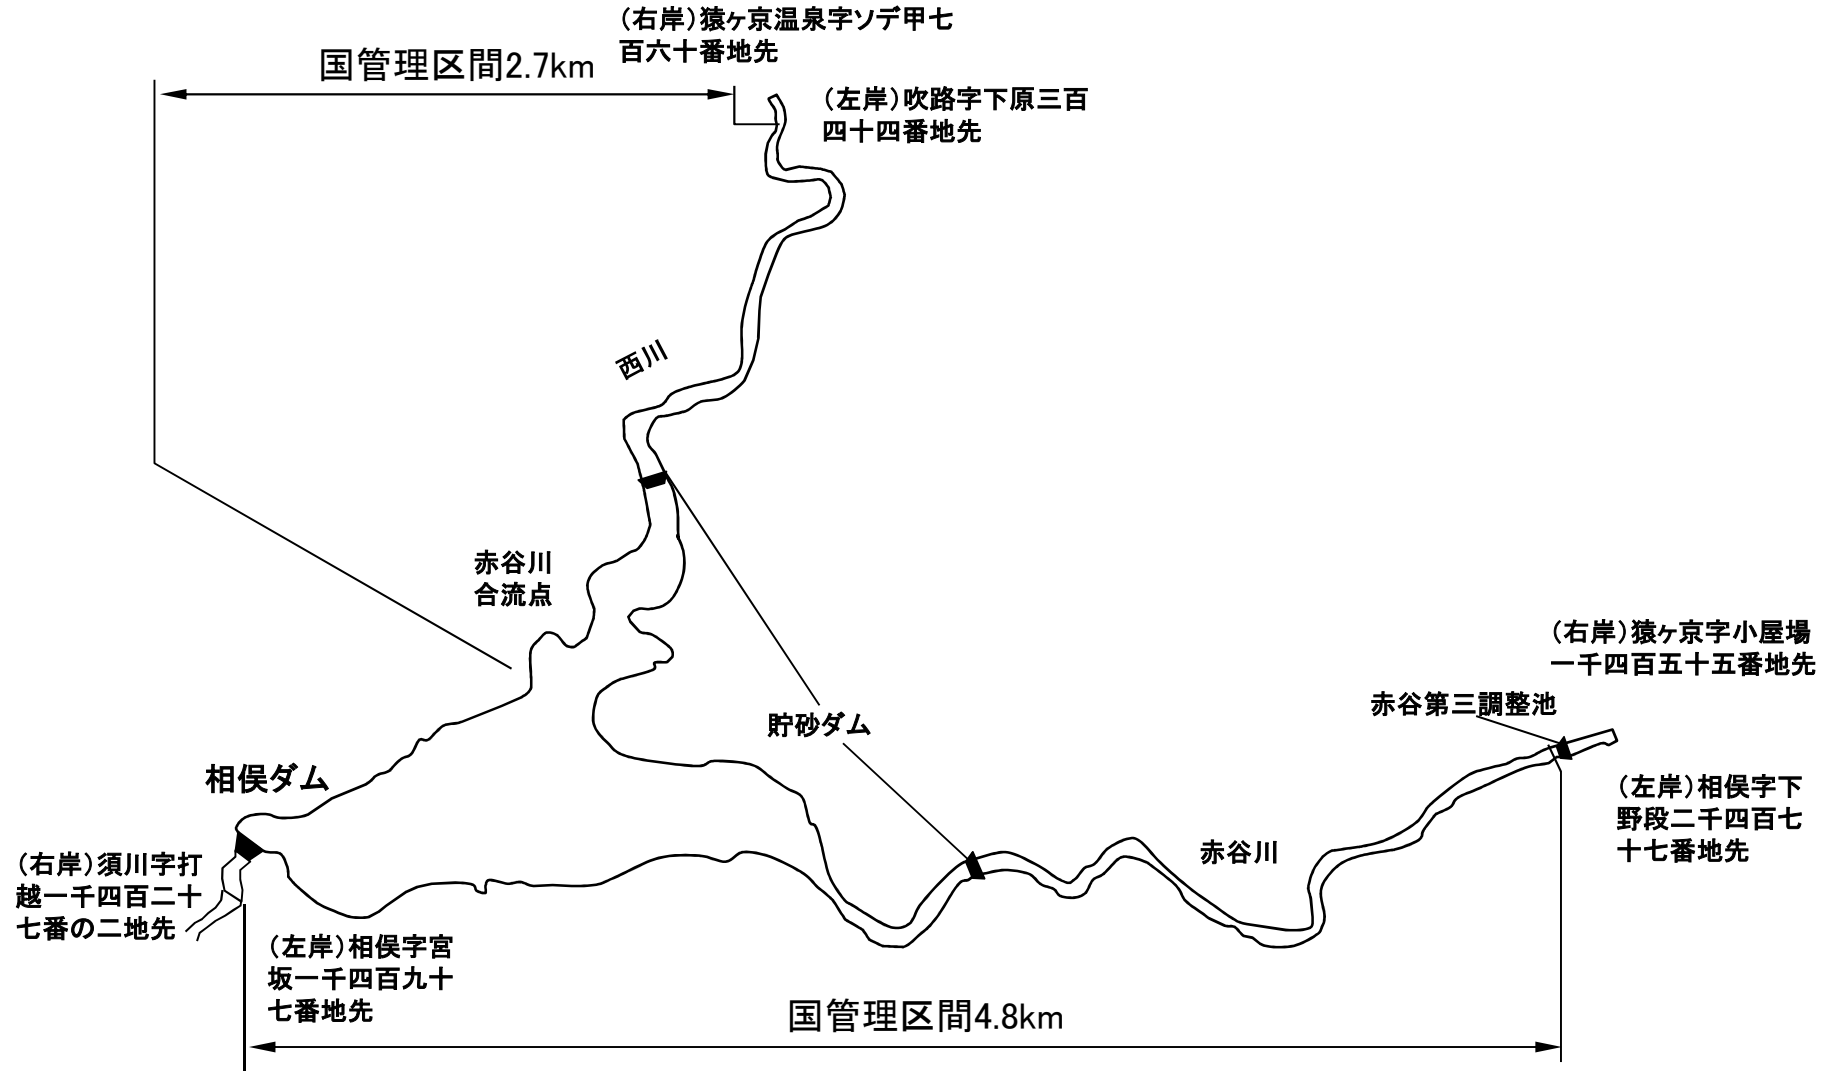 （右岸）猿ヶ京温泉字ソデ甲七
百六十番地先
国管理区間2.7km
（左岸）吹路字下原三百
四十四番地先
西川
赤谷川
合流点
（右岸）猿ヶ京字小屋場
一千四百五十五番地先
赤谷第三調整池
貯砂ダム
相俣ダム
（左岸）相俣字下
野段二千四百七
十七番地先
赤谷川
（右岸）須川字打
越一千四百二十
七番の二地先
（左岸）相俣字宮
坂一千四百九十
七番地先
国管理区間4.8km